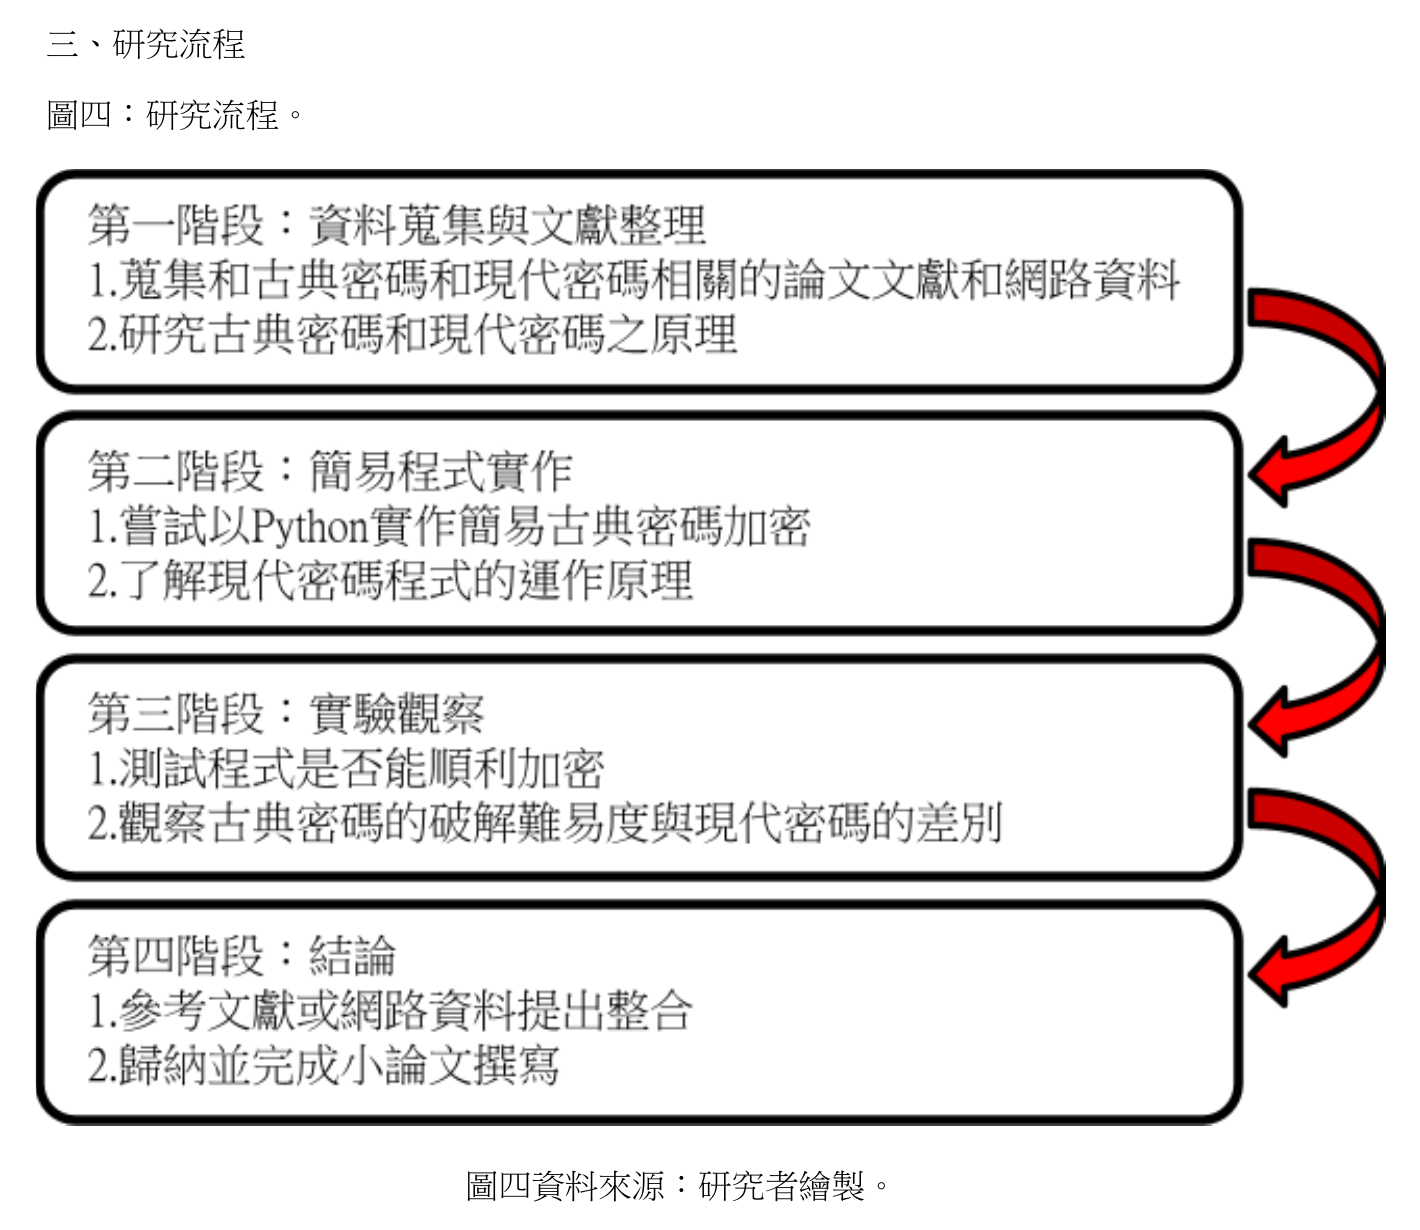 三、研究流程
圖四：研究流程。
第一階段：資料蒐集與文獻整理
1.蒐集和古典密碼和現代密碼相關的論文文獻和網路資料
2.研究古典密碼和現代密碼之原理
第二階段：簡易程式實作
1.嘗試以Python實作簡易古典密碼加密
2.了解現代密碼程式的運作原理
第三階段：實驗觀察
1.測試程式是否能順利加密
2.觀察古典密碼的破解難易度與現代密碼的差別
第四階段：結論
1.參考文獻或網路資料提出整合
2.歸納並完成小論文撰寫
圖四資料來源：研究者繪製。